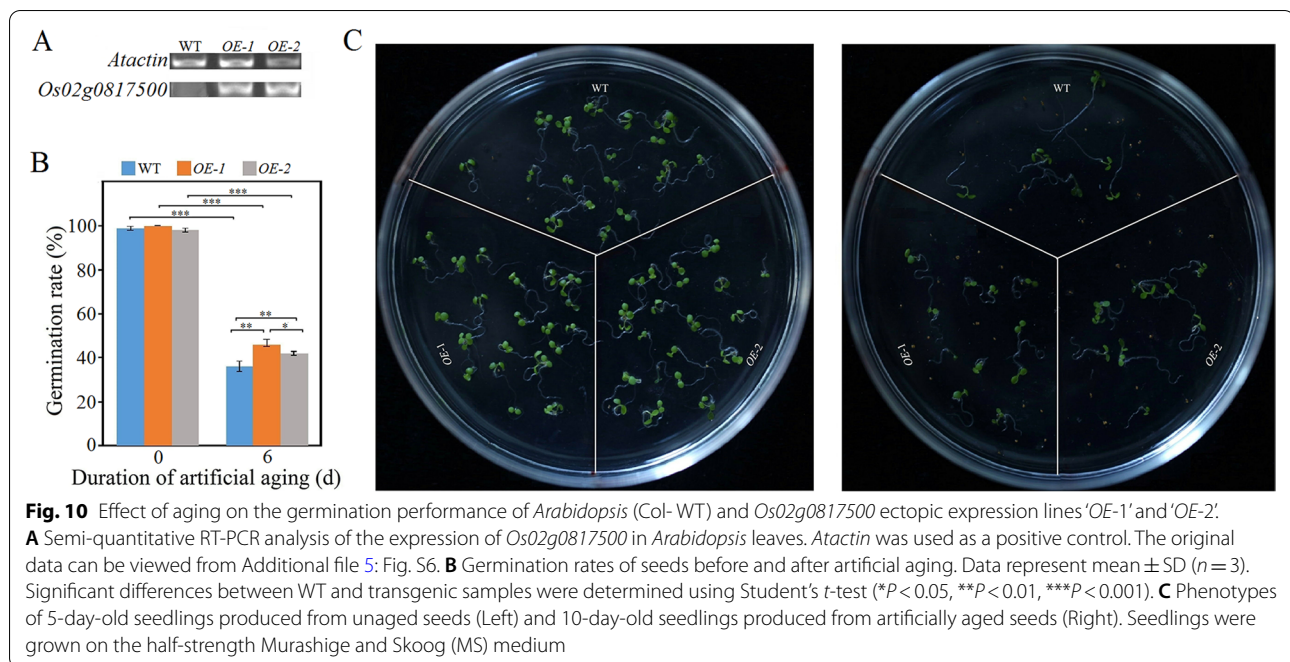 A
WT OE-1 OE-2
Atactin
Os02g0817500
B
WT OE-1 OE-2
***
***
***
**
**
*
Germination rate (%)
100
80
60
40
20
0
0 6
Duration of artificial aging (d)
C
WT
OE-1
OE-2
WT
OE-1
OE-2
Fig. 10 Effect of aging on the germination performance of Arabidopsis (Col- WT) and Os02g0817500 ectopic expression lines ‘OE-1’ and ‘OE-2’.
A Semi-quantitative RT-PCR analysis of the expression of Os02g0817500 in Arabidopsis leaves. Atactin was used as a positive control. The original
data can be viewed from Additional file 5: Fig. S6. B Germination rates of seeds before and after artificial aging. Data represent mean ± SD (n = 3).
Significant differences between WT and transgenic samples were determined using Student’s t-test (*P < 0.05, **P < 0.01, ***P < 0.001). C Phenotypes
of 5-day-old seedlings produced from unaged seeds (Left) and 10-day-old seedlings produced from artificially aged seeds (Right). Seedlings were
grown on the half-strength Murashige and Skoog (MS) medium